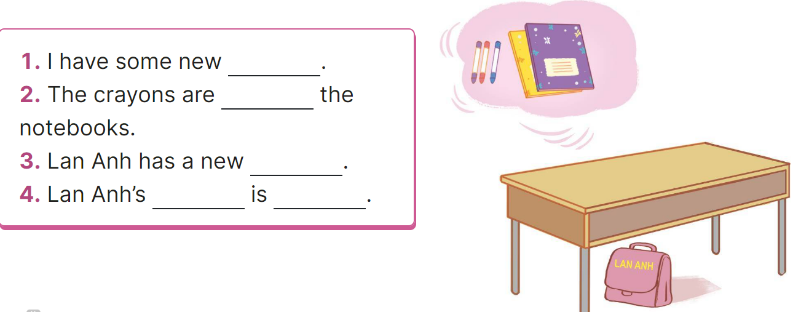 1. I have some new ________.
2. The crayons are ________ the
notebooks.
3. Lan Anh has a new ________.
4. Lan Anh’s ________ is ________.
LAN ANH